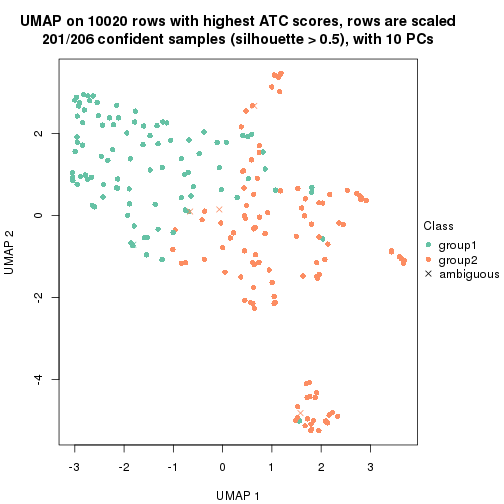 UMAP on 10020 rows with highest ATC scores, rows are scaled
201/206 confident samples (silhouette > 0.5), with 10 PCs
2
0
-2
-4
UMAP 2
-3
-2
-1
0
1
2
3
UMAP 1
Class
group1
group2
ambiguous